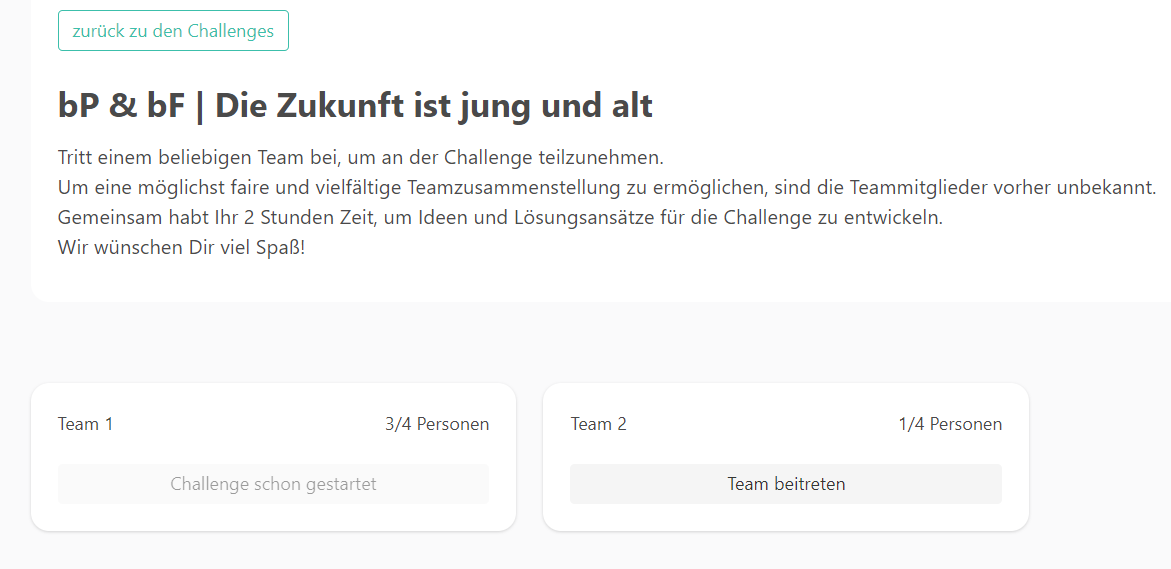 zurück zu den Challenges
bP & bF | Die Zukunft ist jung und alt
Tritt einem beliebigen Team bei, um an der Challenge teilzunehmen.
Um eine möglichst faire und vielfältige Teamzusammenstellung zu ermöglichen, sind die Teammitglieder vorher unbekannt.
Gemeinsam habt Ihr 2 Stunden Zeit, um Ideen und Lösungsansätze für die Challenge zu entwickeln.
Wir wünschen Dir viel Spaß!
Team 1 3/4 Personen
Challenge schon gestartet
Team 2 1/4 Personen
Team beitreten